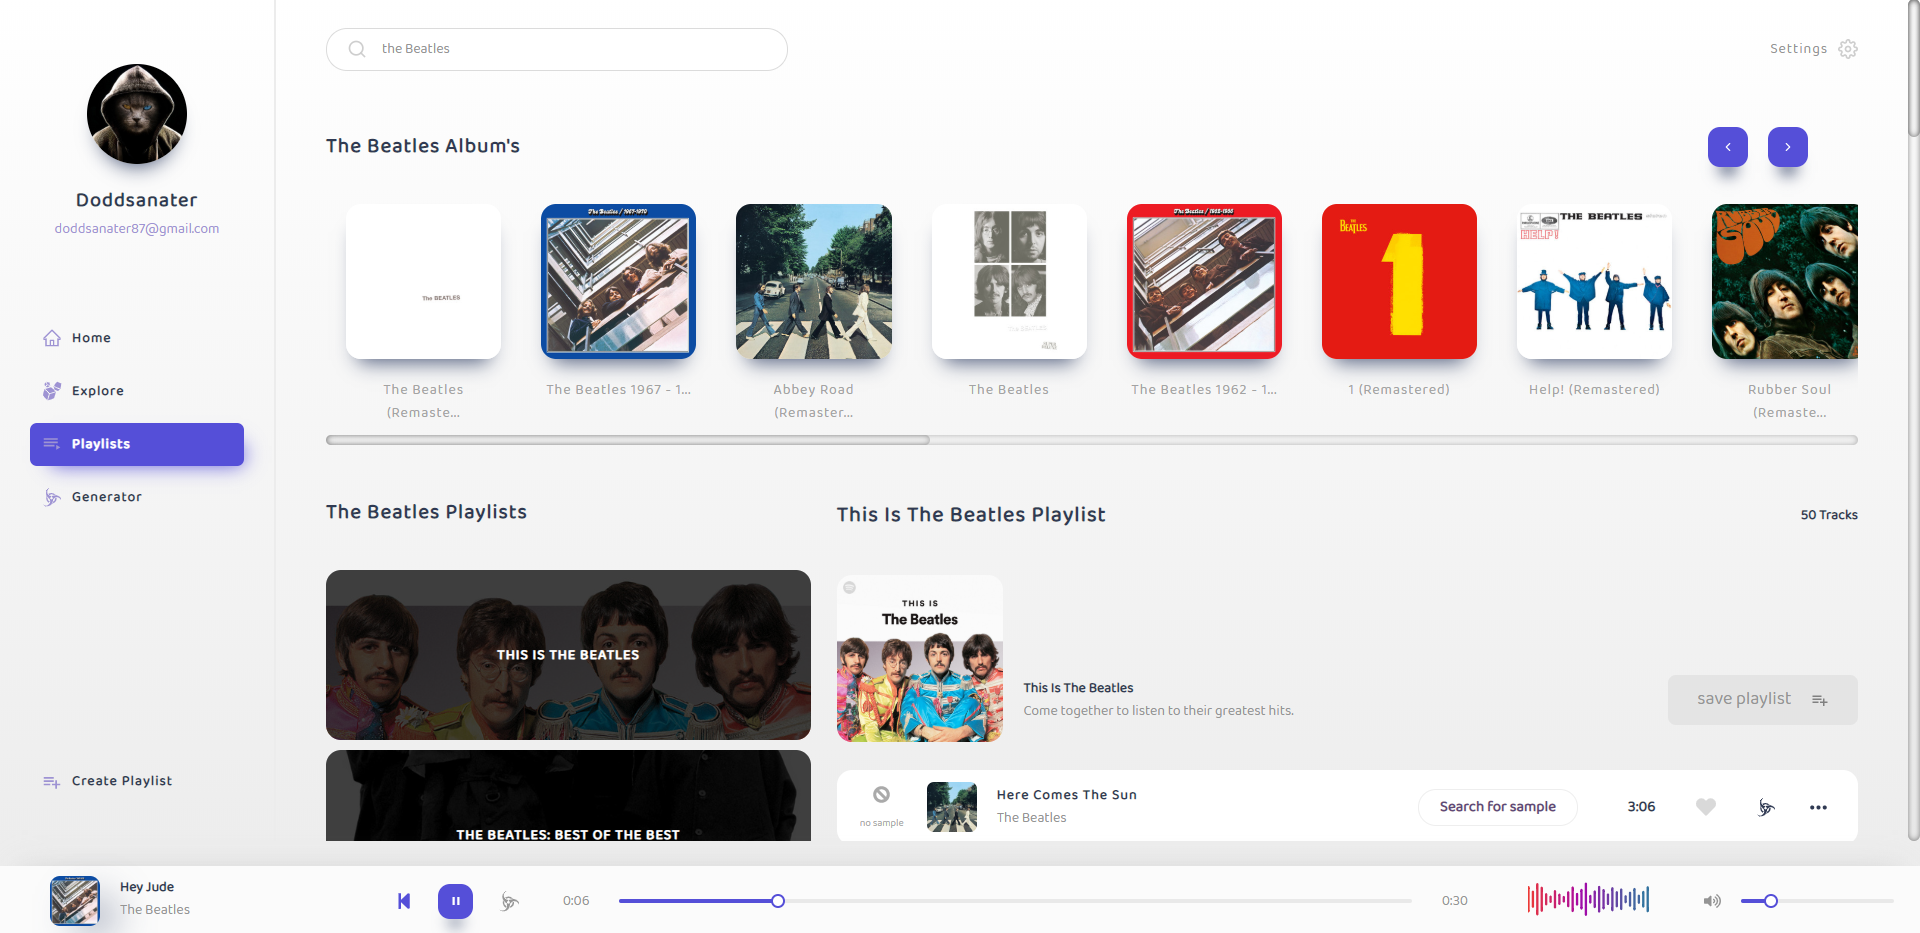 the Beatles
Settings
Doddsanater
doddsanater87@gmail.com
Home
Explore
Playlists
Generator
Create Playlist
The Beatles Album's
The BEATLES
The Beatles / 1967-1970
The Beatles / 1962-1966
THE BEATLES
1
HELP!
THE BEATLES
RUBBER SOUL
The Beatles
(Remaste...
The Beatles 1967 - 1...
Abbey Road
(Remaster...
The Beatles
The Beatles 1962 - 1...
1 (Remastered)
Help! (Remastered)
Rubber Soul
(Remaste...
The Beatles Playlists
THIS IS THE BEATLES
THE BEATLES: BEST OF THE BEST
This Is The Beatles Playlist
50 Tracks
THIS IS
The Beatles
This Is The Beatles
Come together to listen to their greatest hits.
save playlist
no sample
Here Comes The Sun
The Beatles
Search for sample
3:06
Hey Jude
The Beatles
0:06
0:30